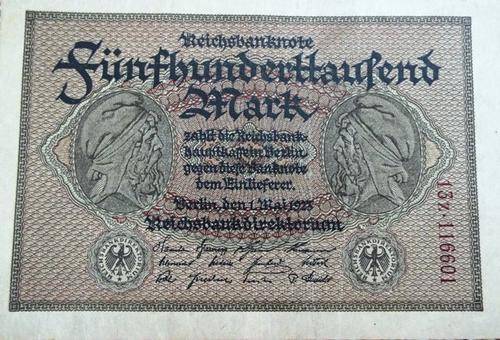 Reichsbanknote
Fünfhunderttausend
Mark
zahlt die Reichsbank-
hauptkasse in Berlin
gegen diese Banknote
dem Einlieferer.
Berlin, den 1. Mai 1923
Reichsbankdirektorium
137·116601